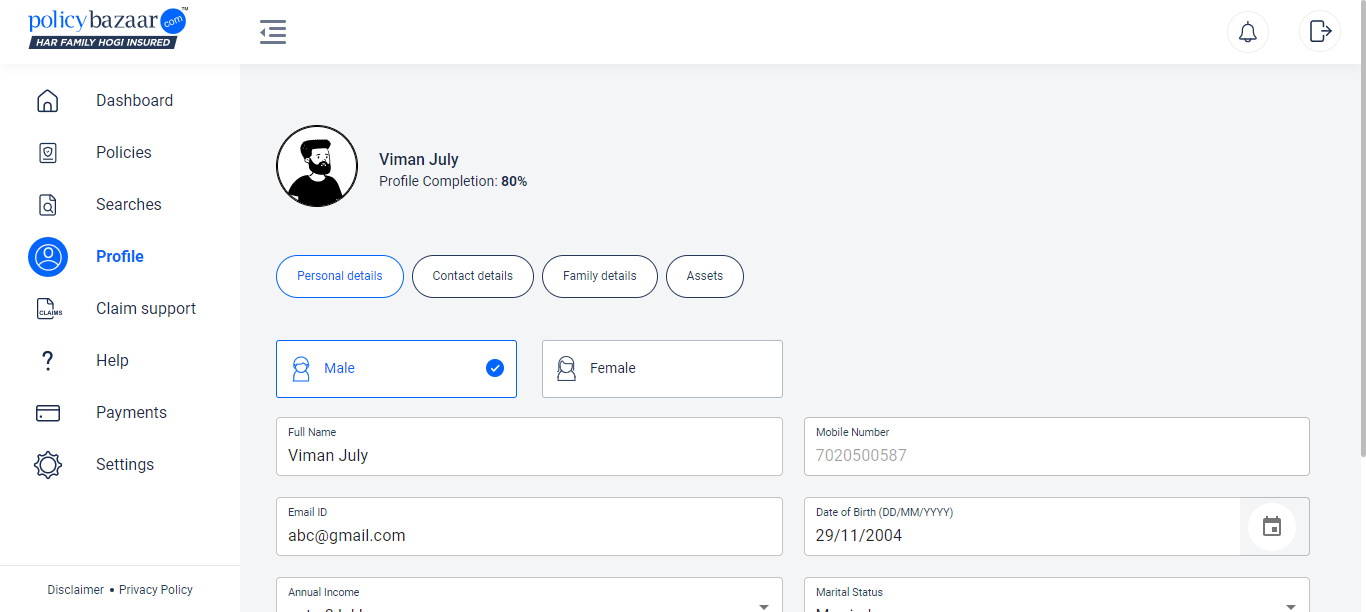 policybazaar.com™
HAR FAMILY HOGI INSURED
Dashboard
Policies
Searches
Profile
CLAIMS
Claim support
Help
Payments
Settings
Disclaimer • Privacy Policy
Viman July
Profile Completion: 80%
Personal details
Contact details
Family details
Assets
Male
Female
Full Name
Viman July
Mobile Number
7020500587
Email ID
abc@gmail.com
Date of Birth (DD/MM/YYYY)
29/11/2004
Annual Income
Marital Status